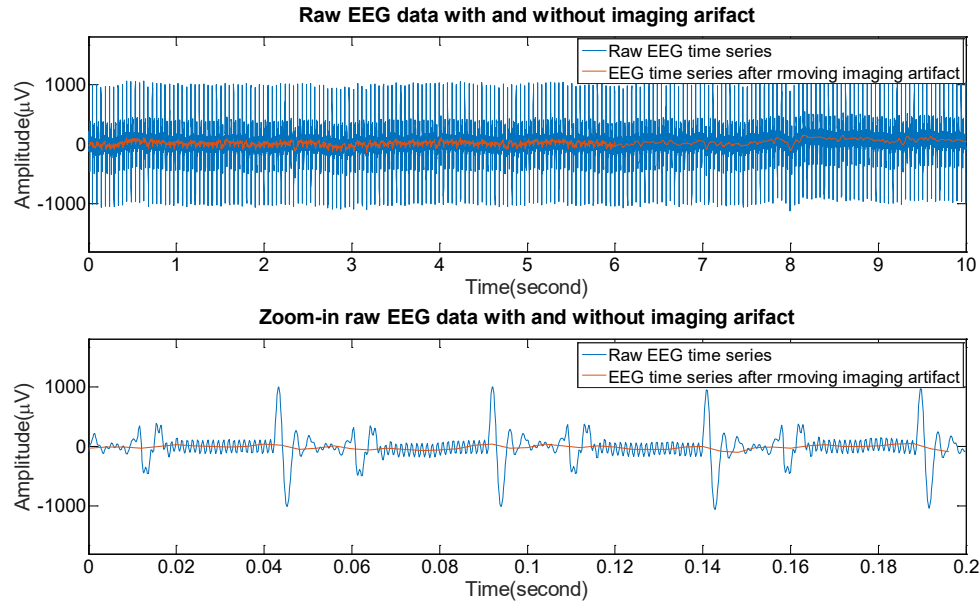 Raw EEG data with and without imaging arifact
Raw EEG time series
EEG time series after rmoving imaging artifact
1000
0
-1000
Amplitude(μV)
0 1 2 3 4 5 6 7 8 9 10
Time(second)
Zoom-in raw EEG data with and without imaging arifact
Raw EEG time series
EEG time series after rmoving imaging artifact
1000
0
-1000
Amplitude(μV)
0 0.02 0.04 0.06 0.08 0.1 0.12 0.14 0.16 0.18 0.2
Time(second)